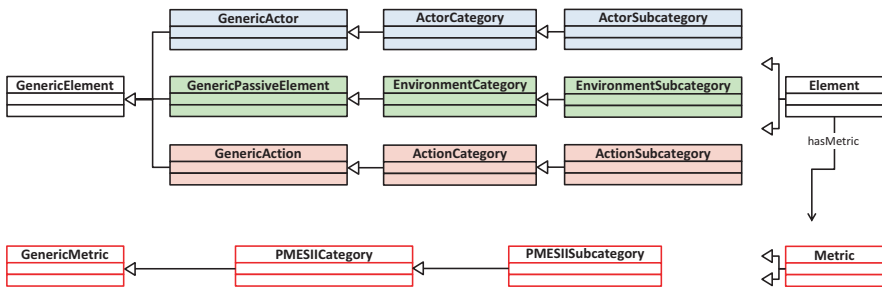 GenericActor
ActorCategory
ActorSubcategory
GenericElement
GenericPassiveElement
EnvironmentCategory
EnvironmentSubcategory
Element
hasMetric
GenericAction
ActionCategory
ActionSubcategory
GenericMetric
PMESIICategory
PMESIISubcategory
Metric